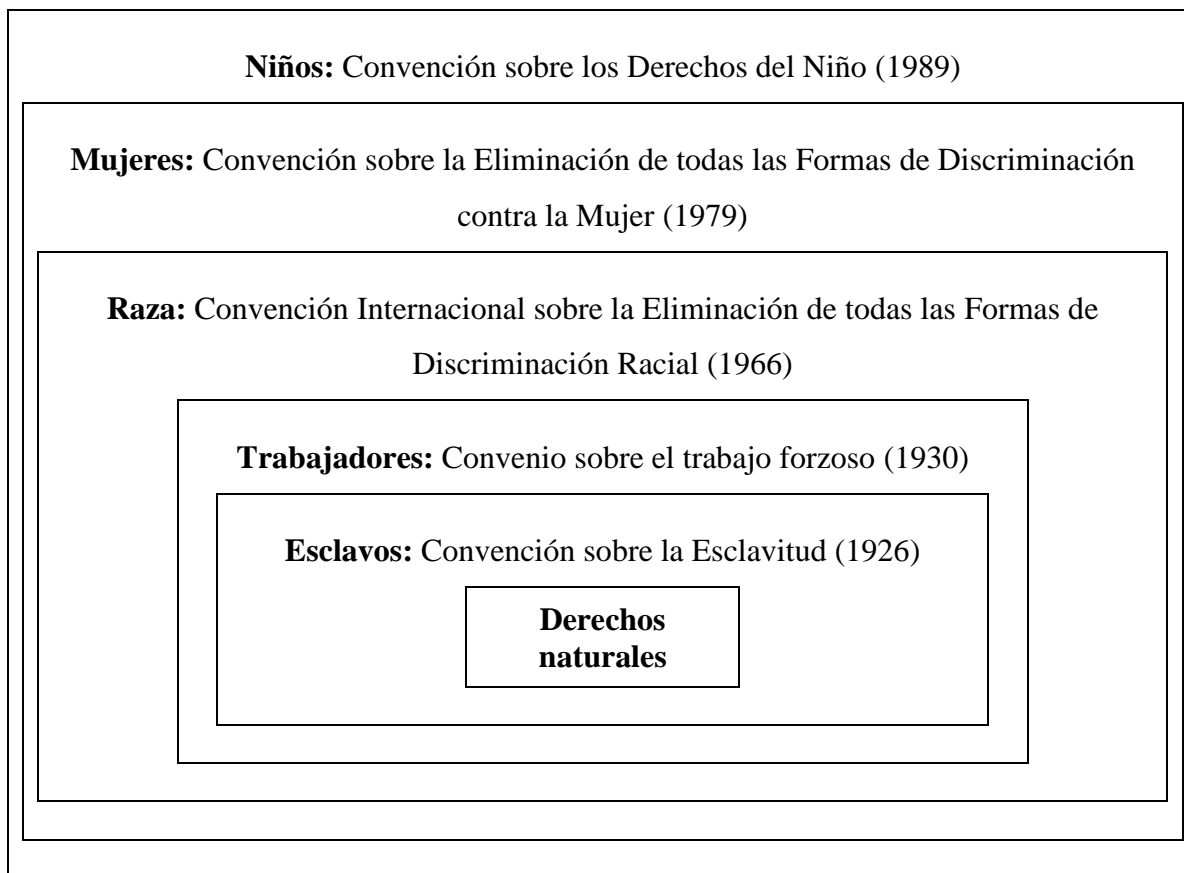 Niños: Convención sobre los Derechos del Niño (1989)
Mujeres: Convención sobre la Eliminación de todas las Formas de Discriminación
contra la Mujer (1979)
Raza: Convención Internacional sobre la Eliminación de todas las Formas de
Discriminación Racial (1966)
Trabajadores: Convenio sobre el trabajo forzoso (1930)
Esclavos: Convención sobre la Esclavitud (1926)
Derechos
naturales